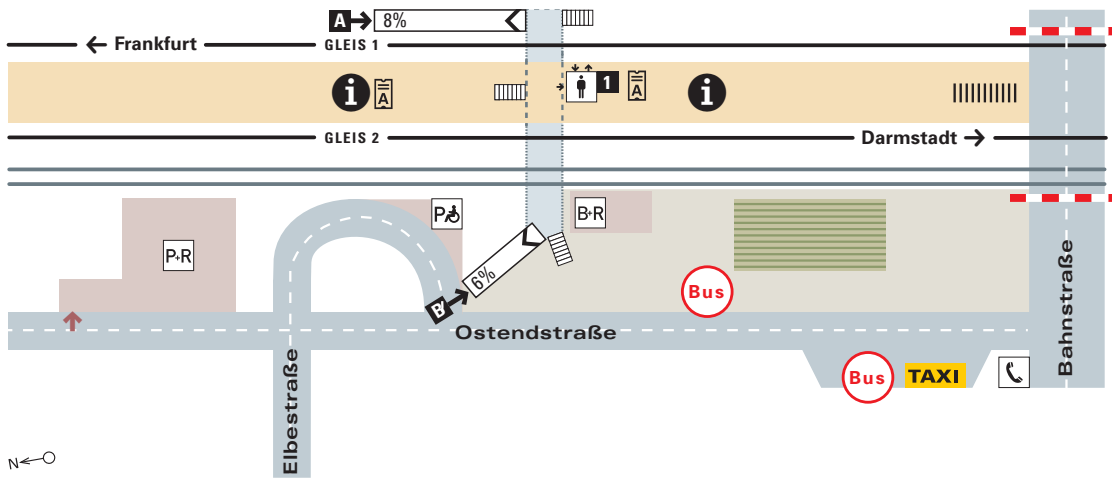 A
8%
Frankfurt
GLEIS 1
i
A
1
A
i
GLEIS 2
Darmstadt
P+R
P
B+R
6%
B
Bus
Ostendstraße
Elbestraße
Bus
TAXI
Bahnstraße
N